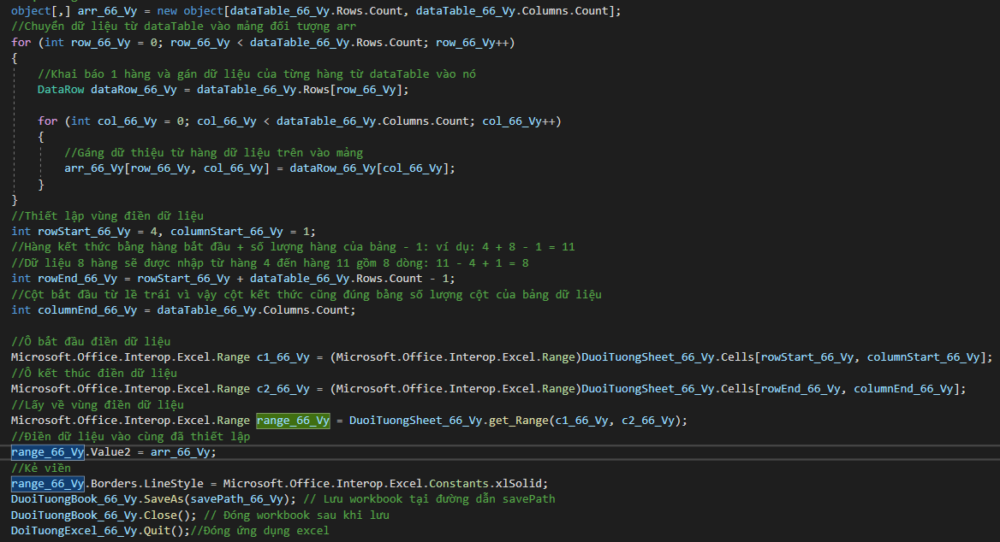 object[,] arr_66_Vy = new object[dataTable_66_Vy.Rows.Count, dataTable_66_Vy.Columns.Count];
//Chuyển dữ liệu từ dataTable vào mảng đối tượng arr
for (int row_66_Vy = 0; row_66_Vy < dataTable_66_Vy.Rows.Count; row_66_Vy++)
{
//Khai báo 1 hàng và gán dữ liệu của từng hàng từ dataTable vào nó
DataRow dataRow_66_Vy = dataTable_66_Vy.Rows[row_66_Vy];
for (int col_66_Vy = 0; col_66_Vy < dataTable_66_Vy.Columns.Count; col_66_Vy++)
{
//Gáng dữ thiệu từ hàng dữ liệu trên vào mảng
arr_66_Vy[row_66_Vy, col_66_Vy] = dataRow_66_Vy[col_66_Vy];
}
}
//Thiết lập vùng điền dữ liệu
int rowStart_66_Vy = 4, columnStart_66_Vy = 1;
//Hàng kết thức bằng hàng bắt đầu + số lượng hàng của bảng - 1: ví dụ: 4 + 8 - 1 = 11
//Dữ liệu 8 hàng sẽ được nhập từ hàng 4 đến hàng 11 gồm 8 dòng: 11 - 4 + 1 = 8
int rowEnd_66_Vy = rowStart_66_Vy + dataTable_66_Vy.Rows.Count - 1;
//Cột bắt đầu từ lề trái vì vậy cột kết thức cũng đúng bằng số lượng cột của bảng dữ liệu
int columnEnd_66_Vy = dataTable_66_Vy.Columns.Count;
//Ô bắt đầu điền dữ liệu
Microsoft.Office.Interop.Excel.Range c1_66_Vy = (Microsoft.Office.Interop.Excel.Range)DuoiTuongSheet_66_Vy.Cells[rowStart_66_Vy, columnStart_66_Vy];
//Ô kết thúc điền dữ liệu
Microsoft.Office.Interop.Excel.Range c2_66_Vy = (Microsoft.Office.Interop.Excel.Range)DuoiTuongSheet_66_Vy.Cells[rowEnd_66_Vy, columnEnd_66_Vy];
//Lấy về vùng điền dữ liệu
Microsoft.Office.Interop.Excel.Range range_66_Vy = DuoiTuongSheet_66_Vy.get_Range(c1_66_Vy, c2_66_Vy);
//Điền dữ liệu vào cùng đã thiết lập
range_66_Vy.Value2 = arr_66_Vy;
//Kẻ viền
range_66_Vy.Borders.LineStyle = Microsoft.Office.Interop.Excel.Constants.xlSolid;
DuoiTuongBook_66_Vy.SaveAs(savePath_66_Vy); // Lưu workbook tại đường dẫn savePath
DuoiTuongBook_66_Vy.Close(); // Đóng workbook sau khi lưu
DoiTuongExcel_66_Vy.Quit();//Đóng ứng dụng excel